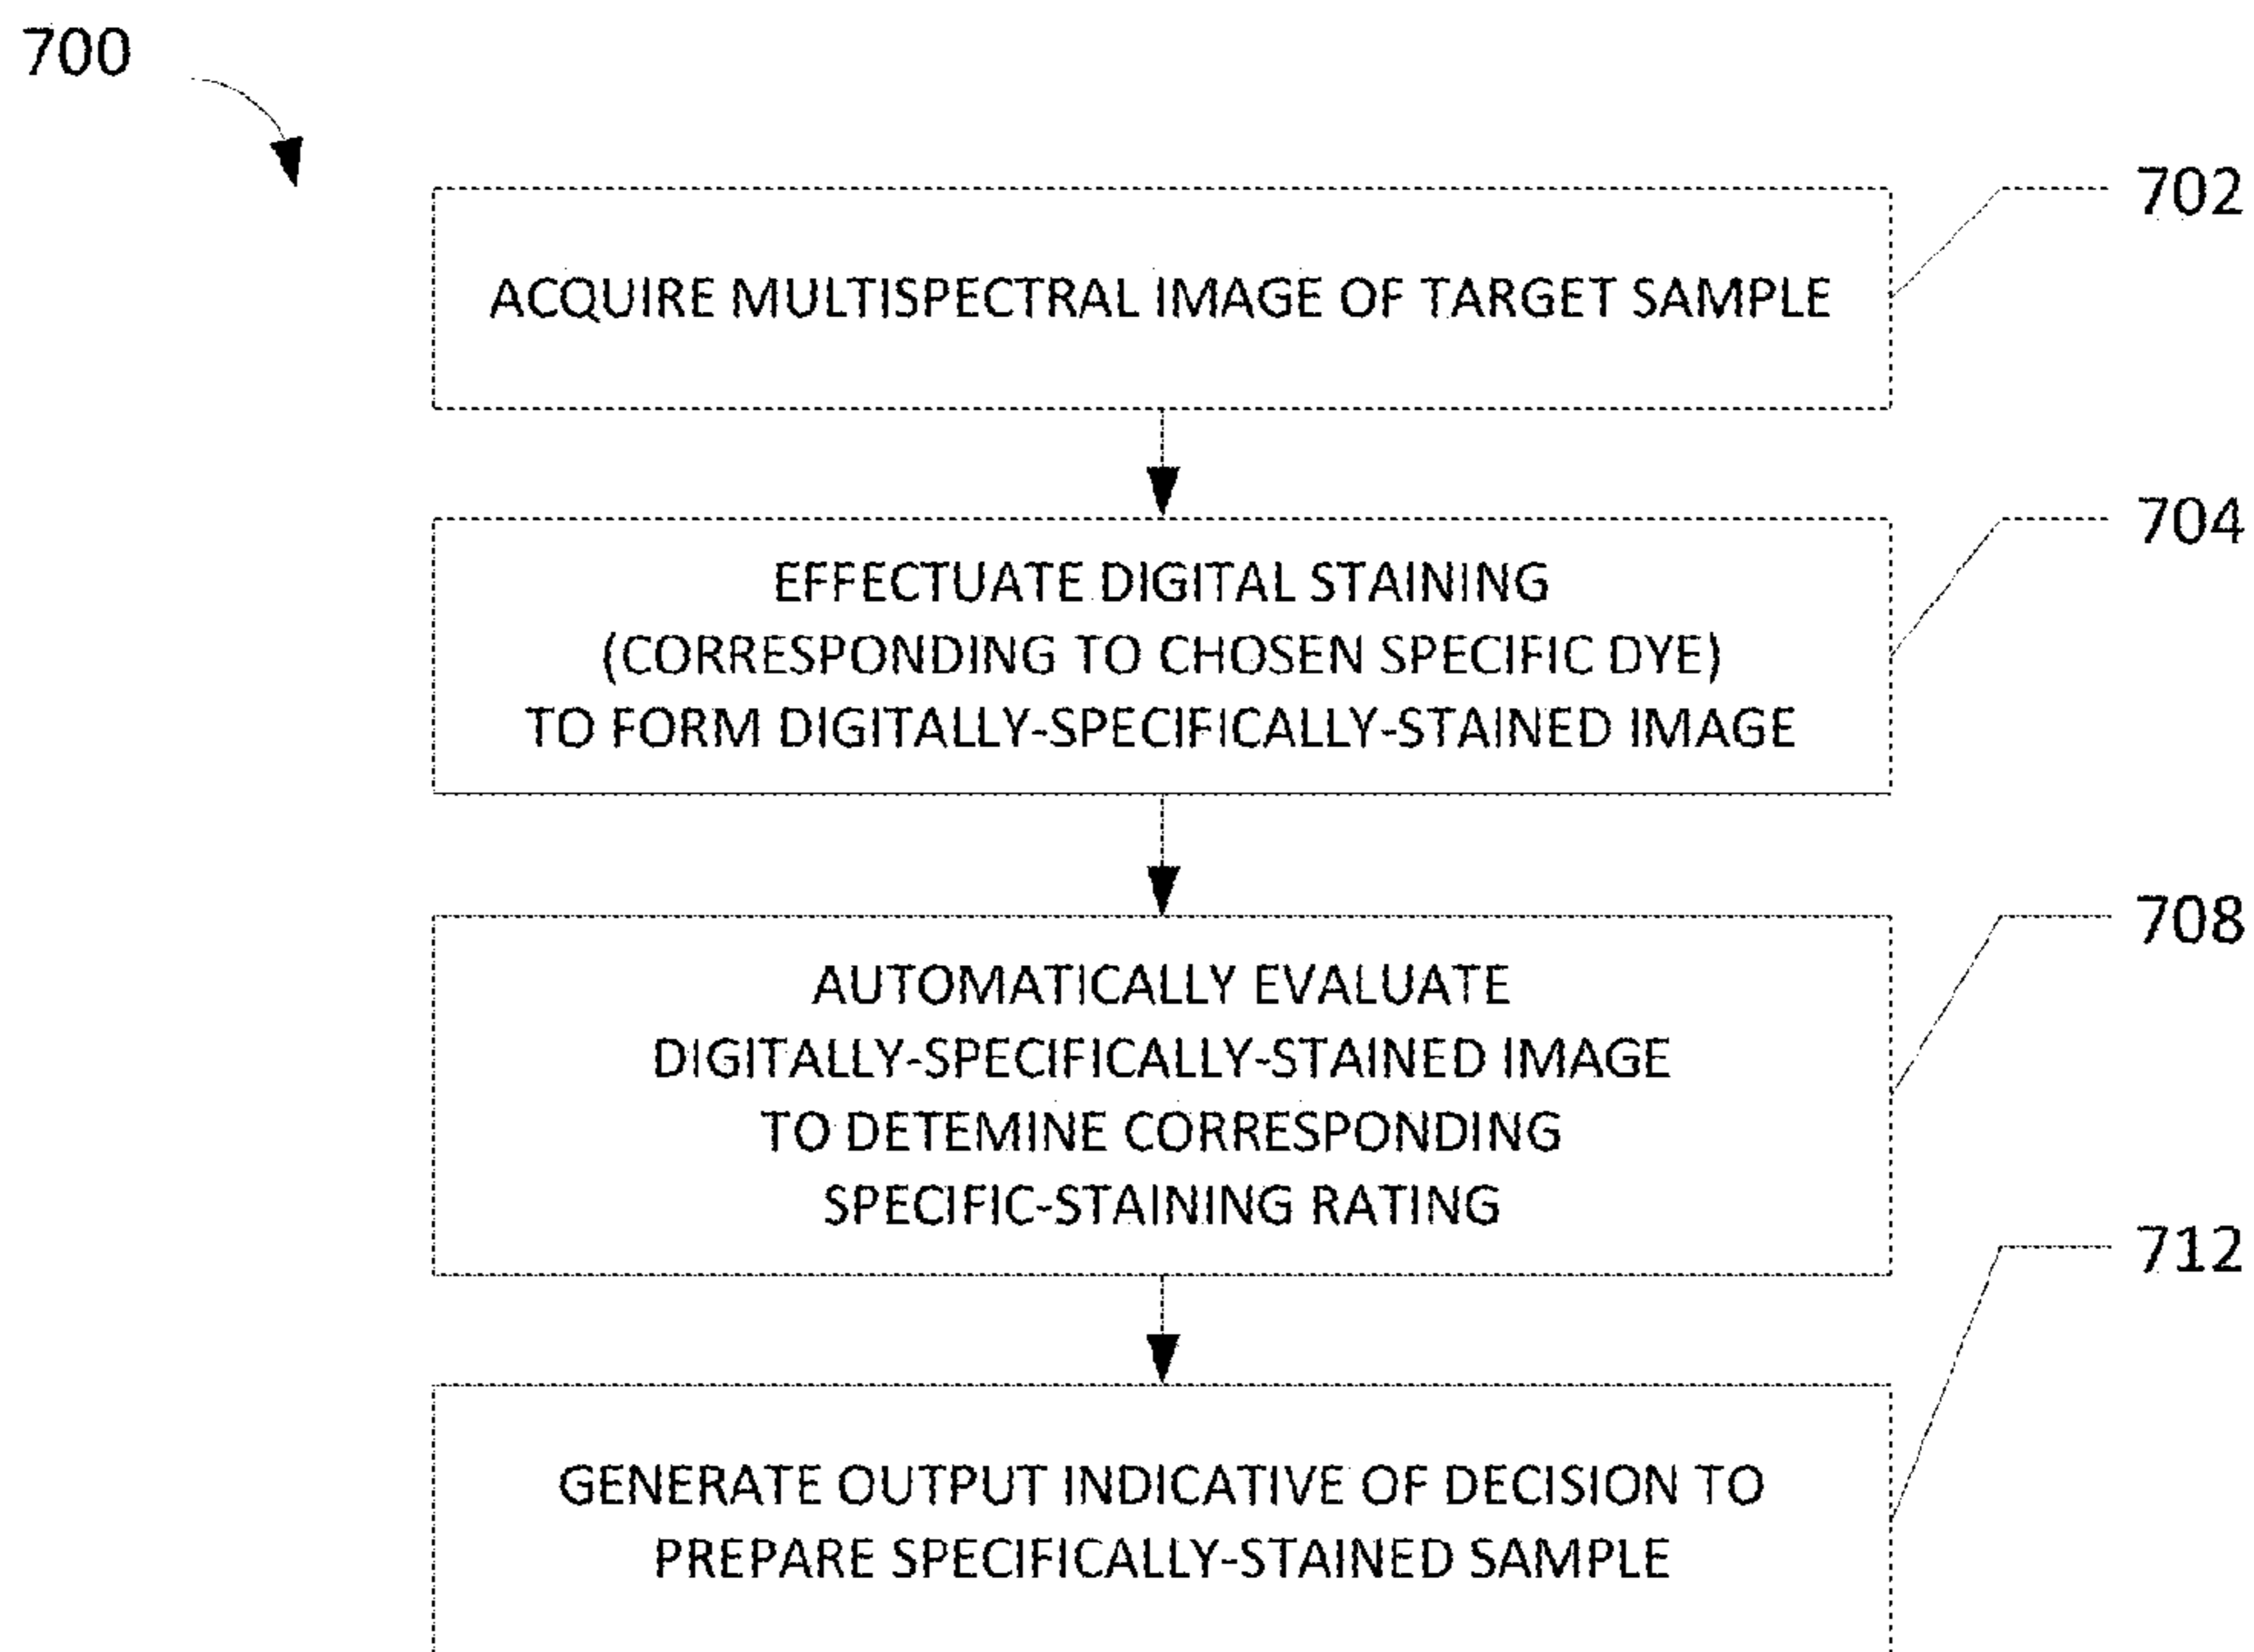 700
702
ACQUIRE MULTISPECTRAL IMAGE OF TARGET SAMPLE
704
EFFECTUATE DIGITAL STAINING
(CORRESPONDING TO CHOSEN SPECIFIC DYE)
TO FORM DIGITALLY-SPECIFICALLY-STAINED IMAGE
708
AUTOMATICALLY EVALUATE
DIGITALLY-SPECIFICALLY-STAINED IMAGE
TO DETEMINE CORRESPONDING
SPECIFIC-STAINING RATING
712
GENERATE OUTPUT INDICATIVE OF DECISION TO
PREPARE SPECIFICALLY-STAINED SAMPLE